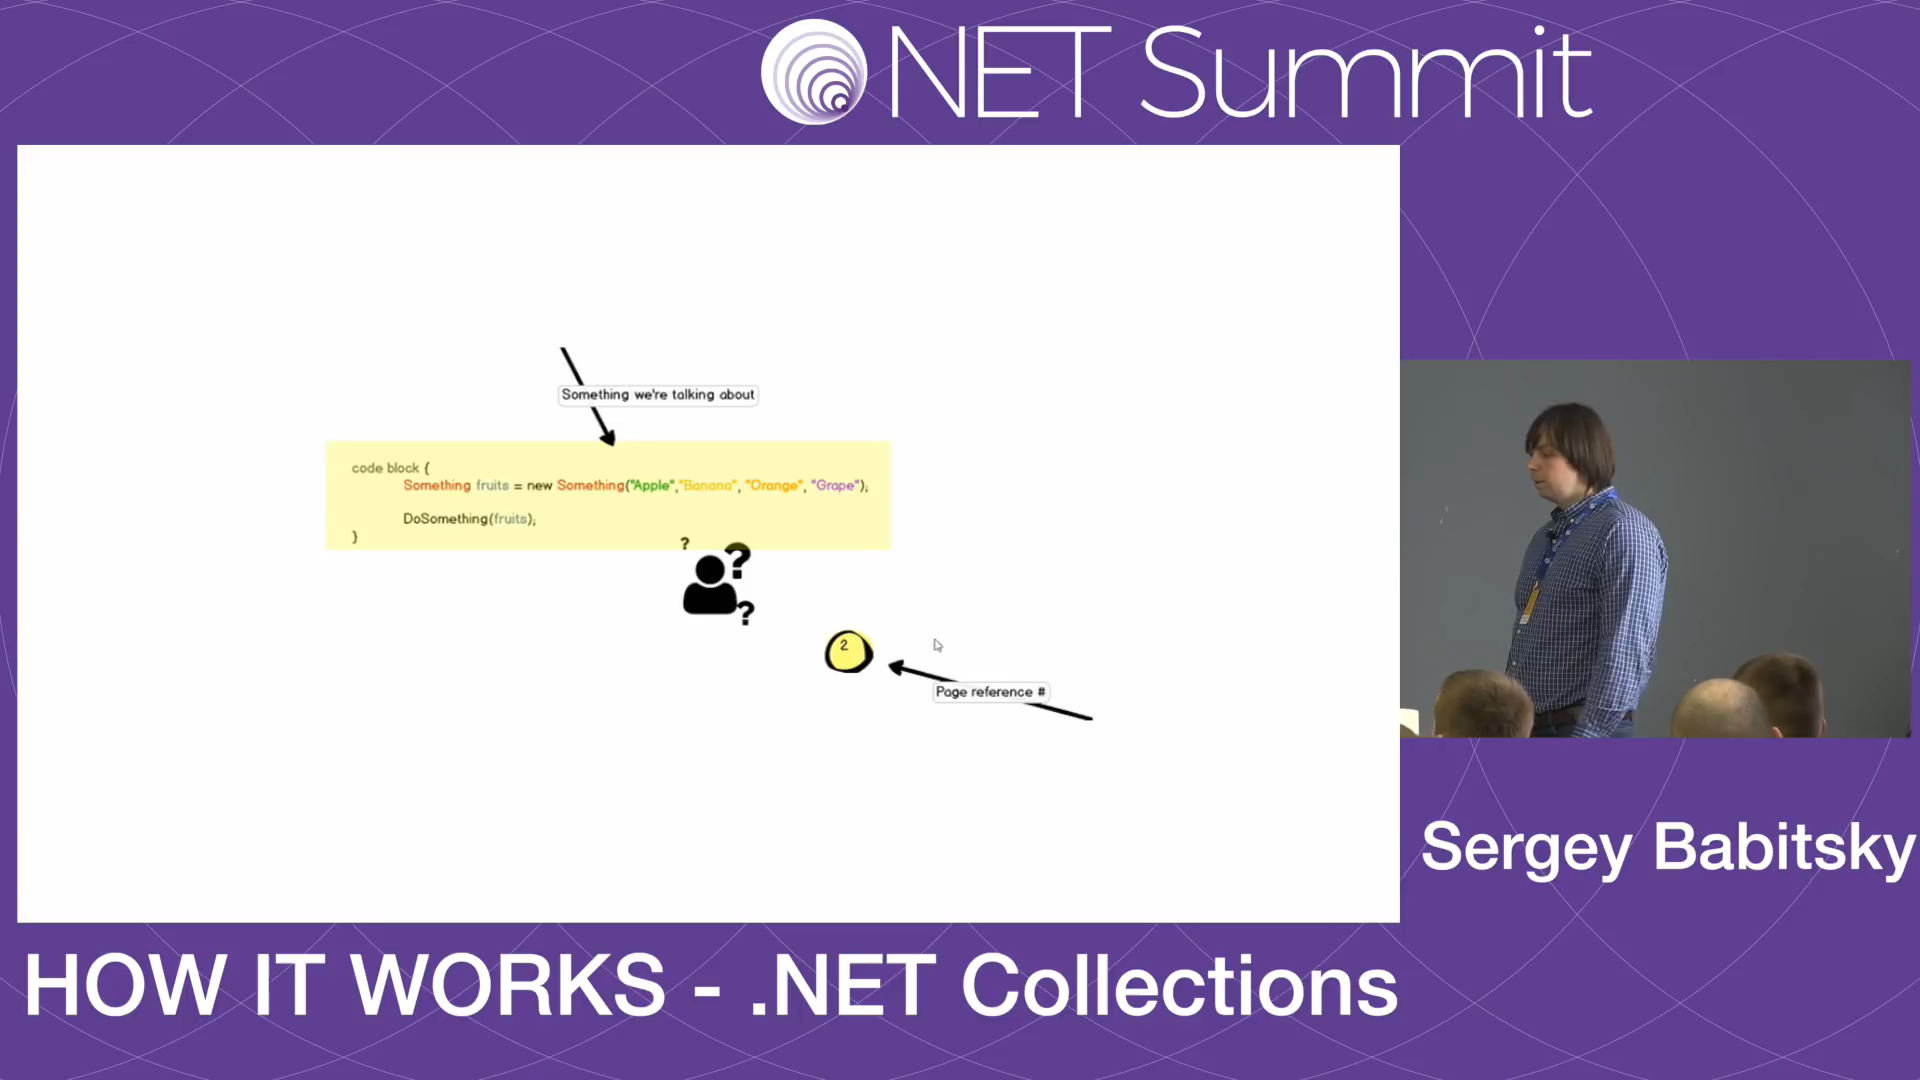 NET Summit
Something we're talking about
code block {
Something fruits = new Something("Apple","Banana", "Orange", "Grape");
DoSomething(fruits);
}
?
?
?
2
Page reference #
Sergey Babitsky
HOW IT WORKS - .NET Collections